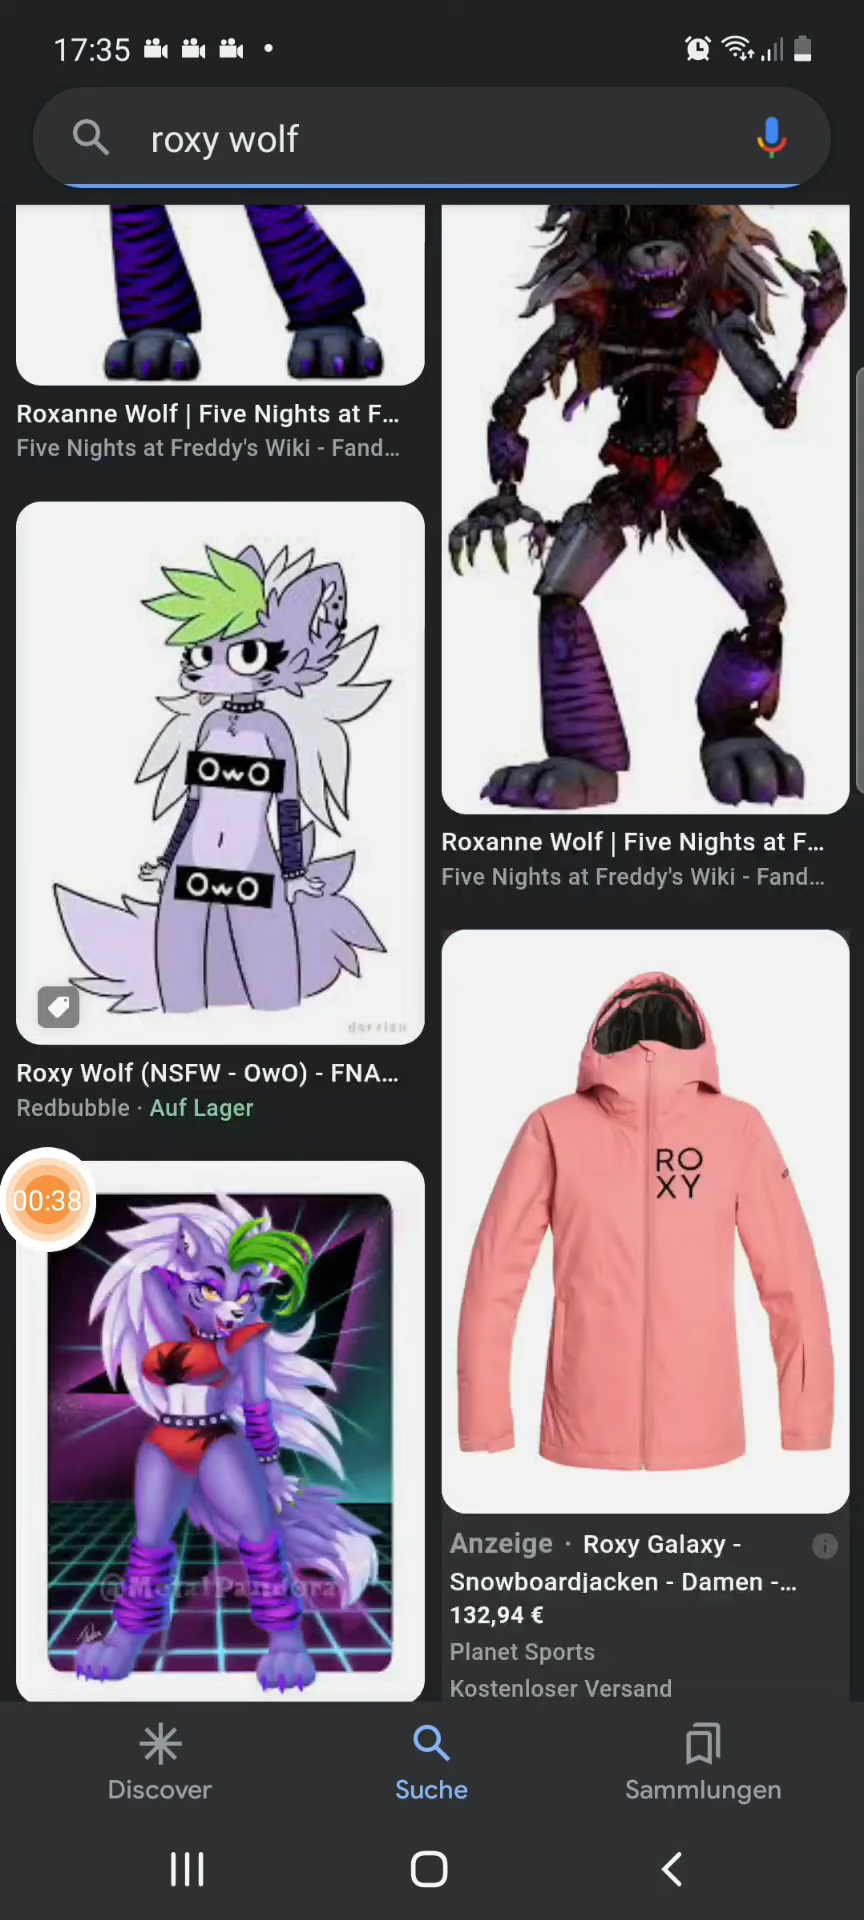 17:35
roxy wolf
Roxanne Wolf | Five Nights at F...
Five Nights at Freddy's Wiki - Fand...
OwO
OwO
Roxy Wolf (NSFW - OwO) - FNA...
Redbubble · Auf Lager
00:38
@MetalPandora
Roxanne Wolf | Five Nights at F...
Five Nights at Freddy's Wiki - Fand...
RO
XY
Anzeige · Roxy Galaxy -
Snowboardjacken - Damen -...
132,94 €
Planet Sports
Kostenloser Versand
Discover
Suche
Sammlungen